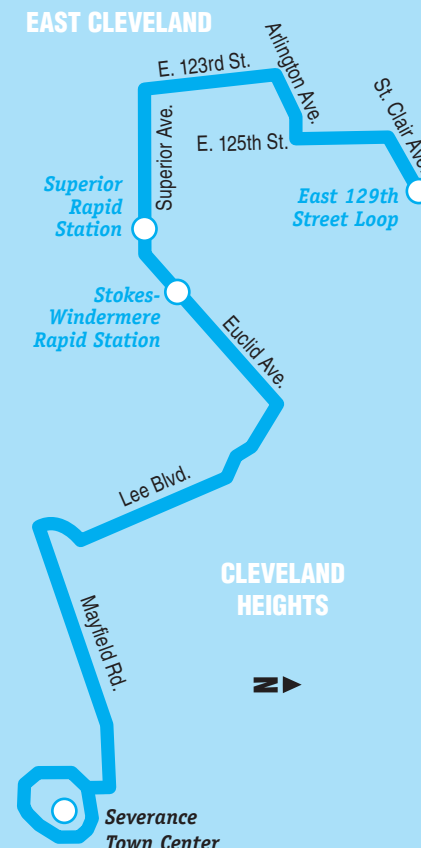 EAST CLEVELAND
E. 123rd St.
Arlington Ave.
St. Clair Ave.
Superior Ave.
E. 125th St.
Superior
Rapid
Station
East 129th
Street Loop
Stokes-
Windermere
Rapid Station
Euclid Ave.
Lee Blvd.
CLEVELAND
HEIGHTS
Mayfield Rd.
N
Severance
Town Center